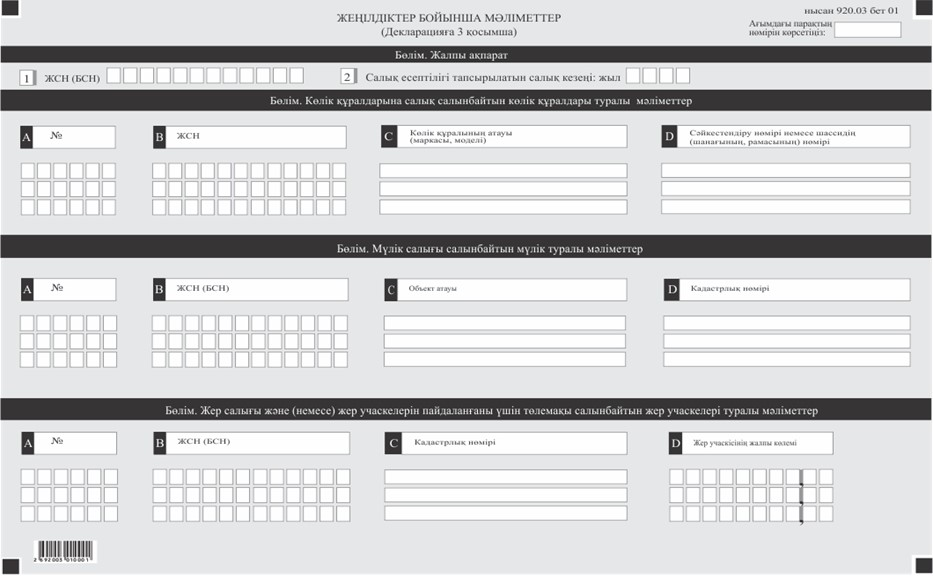 нысан 920.03 бет 01
ЖЕҢІЛДІКТЕР БОЙЫНША МӘЛІМЕТТЕР
(Декларацияға 3 қосымша)
Ағымдағы парақтың
нөмірін көрсетіңіз:
Бөлім. Жалпы ақпарат
1 ЖСН (БСН)
2 Салық есептілігі тапсырылатын салық кезеңі: жыл
Бөлім. Көлік құралдарына салық салынбайтын көлік құралдары туралы мәліметтер
A №
B ЖСН
C Көлік құралының атауы
(маркасы, моделі)
D Сәйкестендіру нөмірі немесе шассидің
(шанағының, рамасының) нөмірі
Бөлім. Мүлік салығы салынбайтын мүлік туралы мәліметтер
A №
B ЖСН (БСН)
C Объект атауы
D Кадастрлық нөмірі
Бөлім. Жер салығы және (немесе) жер учаскелерін пайдаланғаны үшін төлемақы салынбайтын жер учаскелері туралы мәліметтер
A №
B ЖСН (БСН)
C Кадастрлық нөмірі
D Жер учаскісінің жалпы көлемі
,
,
,